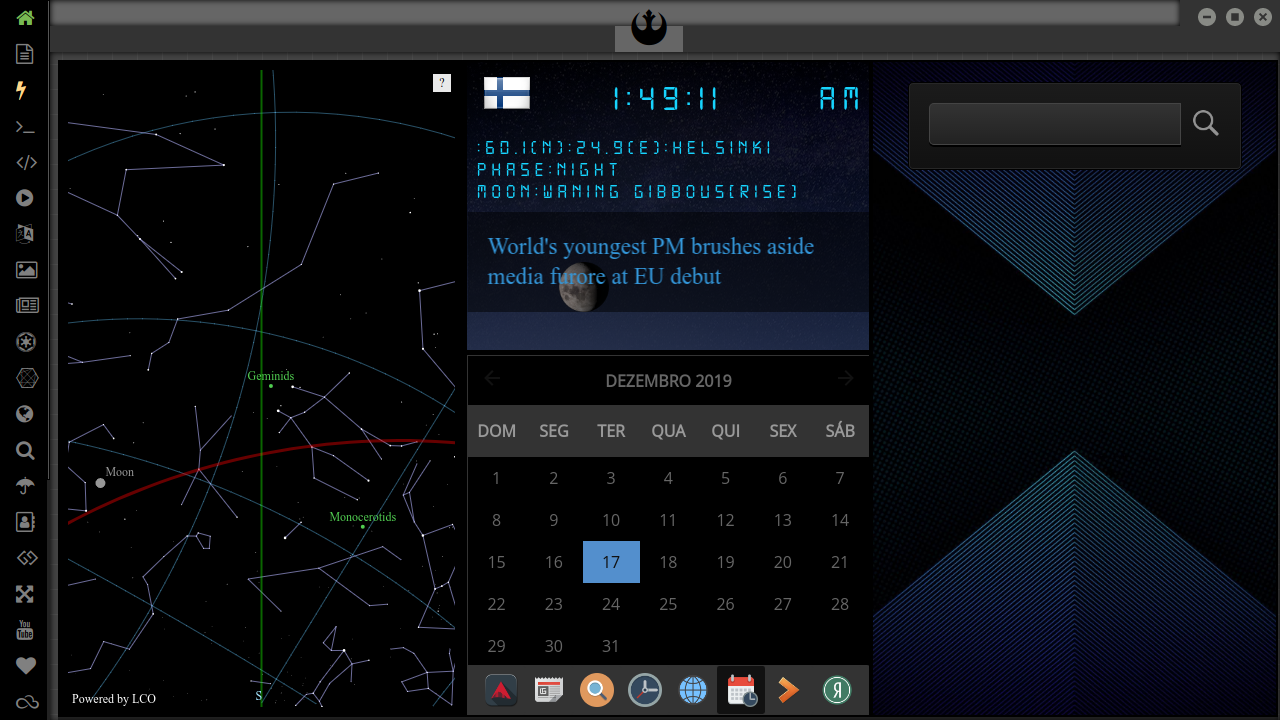 ?
Geminids
Moon
Monocerotids
S
Powered by LCO
1:49:11 AM
:60.1(N):24.9(E):HELSINKI
PHASE:NIGHT
MOON:WANING GIBBOUS(RISE)
World's youngest PM brushes aside
media furore at EU debut
DEZEMBRO 2019
DOM SEG TER QUA QUI SEX SÁB
1 2 3 4 5 6 7
8 9 10 11 12 13 14
15 16 17 18 19 20 21
22 23 24 25 26 27 28
29 30 31
You
Tube
Я